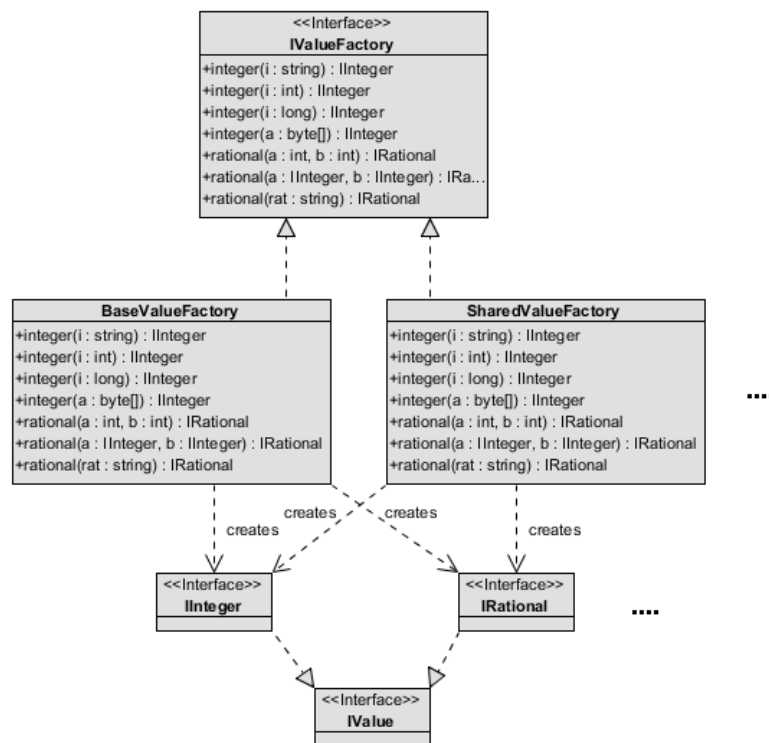 <<Interface>>
IValueFactory
+integer(i : string) : IInteger
+integer(i : int) : IInteger
+integer(i : long) : IInteger
+integer(a : byte[]) : IInteger
+rational(a : int, b : int) : IRational
+rational(a : IInteger, b : IInteger) : IRa...
+rational(rat : string) : IRational
BaseValueFactory
+integer(i : string) : IInteger
+integer(i : int) : IInteger
+integer(i : long) : IInteger
+integer(a : byte[]) : IInteger
+rational(a : int, b : int) : IRational
+rational(a : IInteger, b : IInteger) : IRational
+rational(rat : string) : IRational
SharedValueFactory
+integer(i : string) : IInteger
+integer(i : int) : IInteger
+integer(i : long) : IInteger
+integer(a : byte[]) : IInteger
+rational(a : int, b : int) : IRational
+rational(a : IInteger, b : IInteger) : IRational
+rational(rat : string) : IRational
...
creates
creates
creates
creates
<<Interface>>
IInteger
<<Interface>>
IRational
....
<<Interface>>
IValue